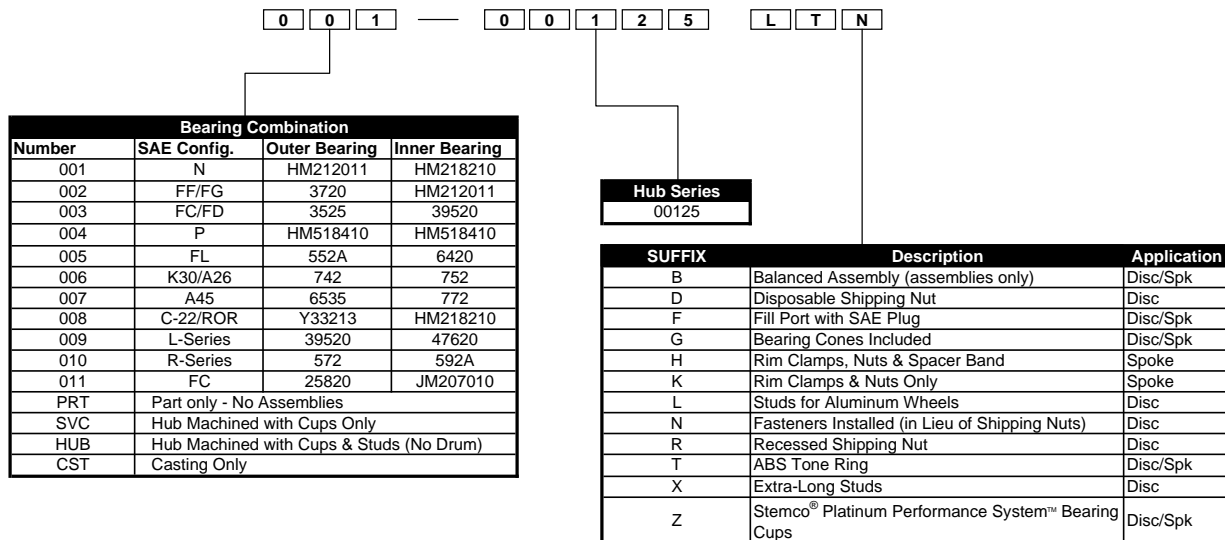 0 0 1 — 0 0 1 2 5 L T N
Bearing Combination
Number SAE Config. Outer Bearing Inner Bearing
001 N HM212011 HM218210
002 FF/FG 3720 HM212011
003 FC/FD 3525 39520
004 P HM518410 HM518410
005 FL 552A 6420
006 K30/A26 742 752
007 A45 6535 772
008 C-22/ROR Y33213 HM218210
009 L-Series 39520 47620
010 R-Series 572 592A
011 FC 25820 JM207010
PRT Part only - No Assemblies
SVC Hub Machined with Cups Only
HUB Hub Machined with Cups & Studs (No Drum)
CST Casting Only
Hub Series
00125
SUFFIX Description Application
B Balanced Assembly (assemblies only) Disc/Spk
D Disposable Shipping Nut Disc
F Fill Port with SAE Plug Disc/Spk
G Bearing Cones Included Disc/Spk
H Rim Clamps, Nuts & Spacer Band Spoke
K Rim Clamps & Nuts Only Spoke
L Studs for Aluminum Wheels Disc
N Fasteners Installed (in Lieu of Shipping Nuts) Disc
R Recessed Shipping Nut Disc
T ABS Tone Ring Disc/Spk
X Extra-Long Studs Disc
Z Stemco® Platinum Performance System™ Bearing Cups Disc/Spk